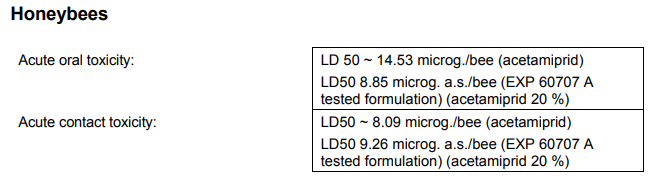 Honeybees
Acute oral toxicity:
LD 50 ~ 14.53 microg./bee (acetamiprid)
LD50 8.85 microg. a.s./bee (EXP 60707 A
tested formulation) (acetamiprid 20 %)
Acute contact toxicity:
LD50 ~ 8.09 microg./bee (acetamiprid)
LD50 9.26 microg. a.s./bee (EXP 60707 A
tested formulation) (acetamiprid 20 %)